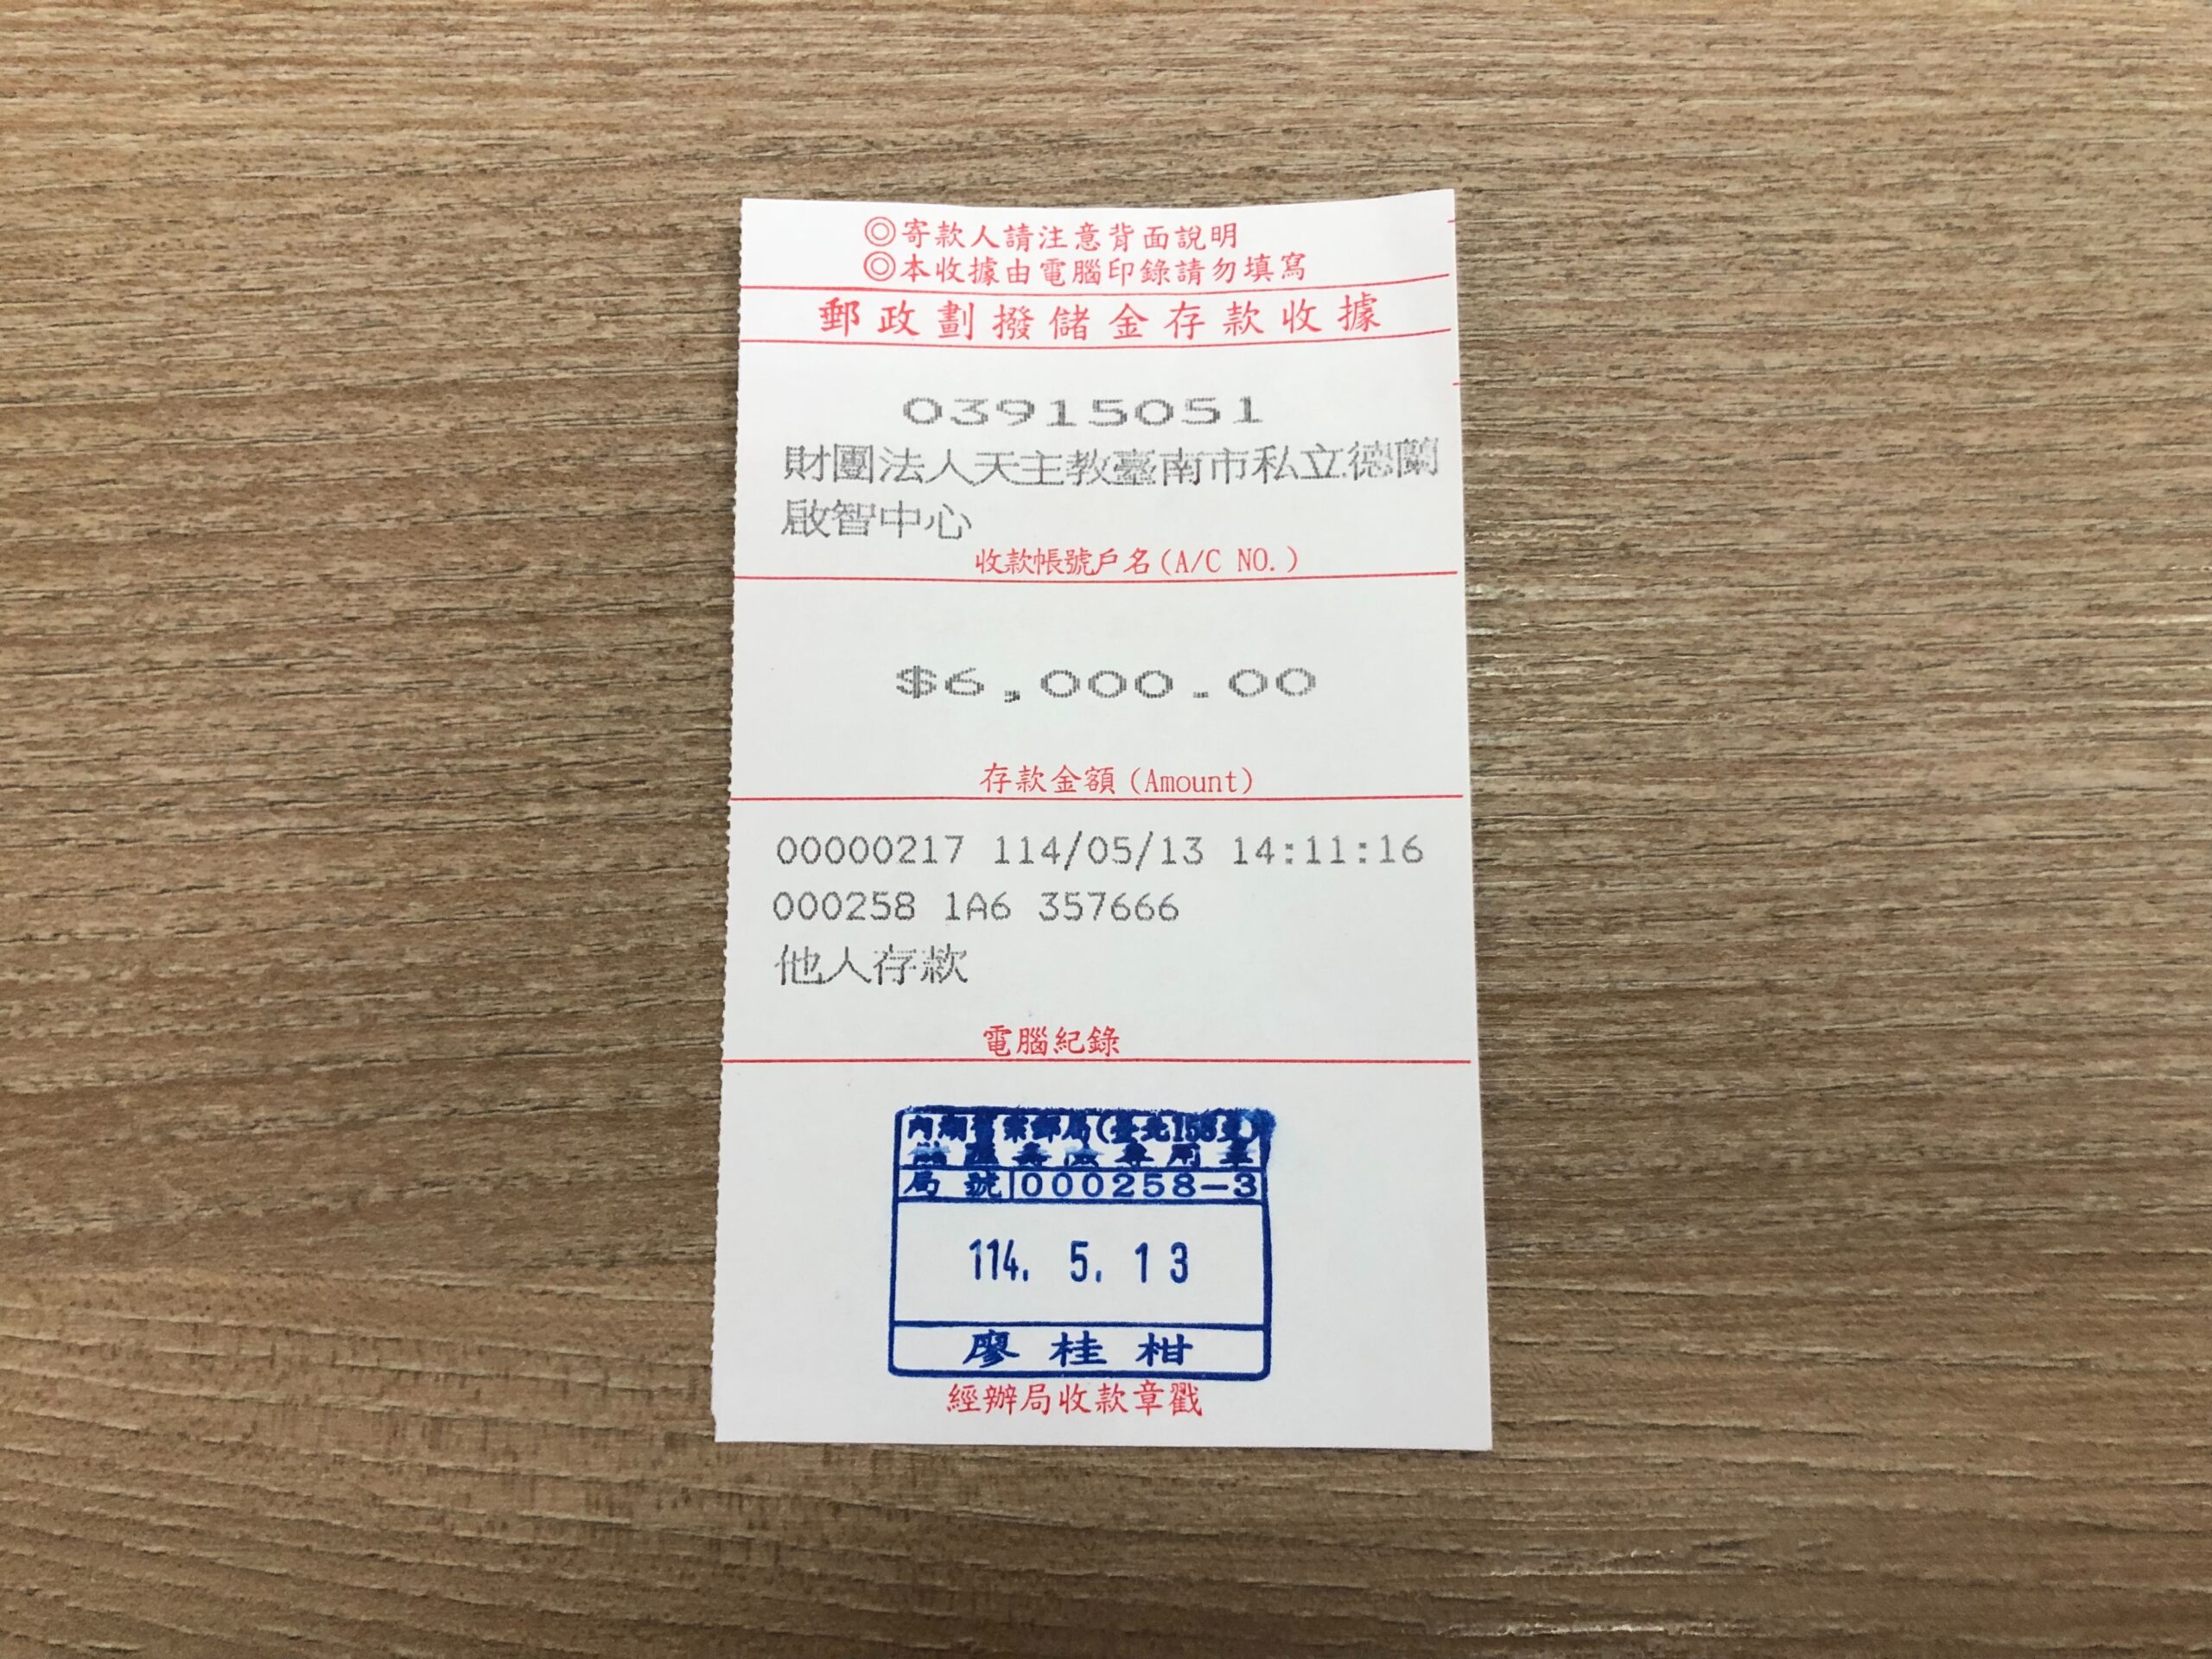 ◎寄款人請注意背面說明
◎本收據由電腦印錄請勿填寫
郵政劃撥儲金存款收據
03915051
財團法人天主教臺南市私立德蘭
啟智中心
收款帳號戶名(A/C NO.)
$6,000.00
存款金額(Amount)
00000217 114/05/13 14:11:16
000258 1A6 357666
他人存款
電腦紀錄
局號 000258-3
114. 5. 13
廖桂柑
經辦局收款章戳